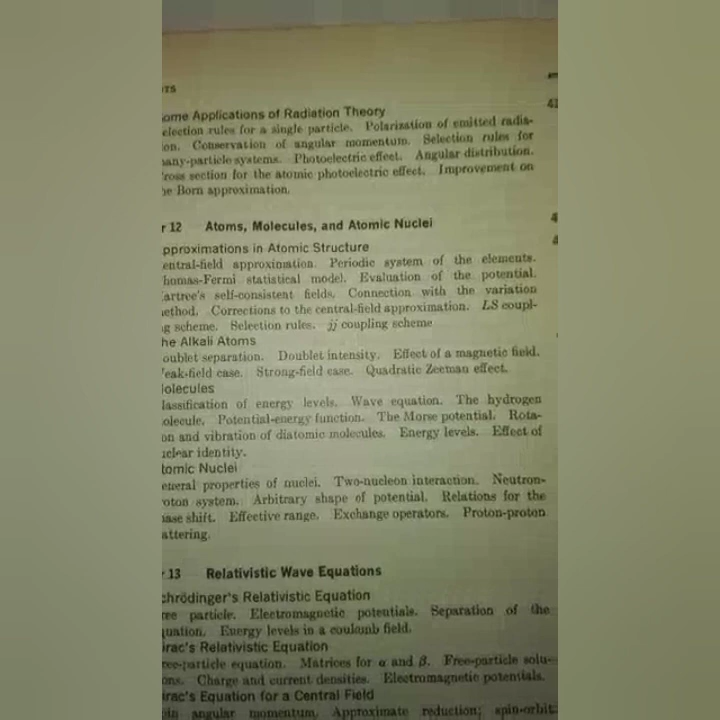 NTS
ome Applications of Radiation Theory 42
election rules for a single particle. Polarization of emitted radia-
on. Conservation of angular momentum. Selection rules for
any-particle systems. Photoelectric effect. Angular distribution.
ross section for the atomic photoelectric effect. Improvement on
he Born approximation.
r 12 Atoms, Molecules, and Atomic Nuclei 4
pproximations in Atomic Structure 4
entral-field approximation. Periodic system of the elements.
homas-Fermi statistical model. Evaluation of the potential.
artree's self-consistent fields. Connection with the variation
ethod. Corrections to the central-field approximation. LS coupl-
g scheme. Selection rules. jj coupling scheme
he Alkali Atoms
oublet separation. Doublet intensity. Effect of a magnetic field.
eak-field case. Strong-field case. Quadratic Zeeman effect.
olecules
lassification of energy levels. Wave equation. The hydrogen
olecule. Potential-energy function. The Morse potential. Rota-
on and vibration of diatomic molecules. Energy levels. Effect of
uclear identity.
tomic Nuclei
eneral properties of nuclei. Two-nucleon interaction. Neutron-
roton system. Arbitrary shape of potential. Relations for the
hase shift. Effective range. Exchange operators. Proton-proton
attering.
r 13 Relativistic Wave Equations
chrödinger's Relativistic Equation
ree particle. Electromagnetic potentials. Separation of the
quation. Energy levels in a coulomb field.
irac's Relativistic Equation
ree-particle equation. Matrices for α and β. Free-particle solu-
ons. Charge and current densities. Electromagnetic potentials.
irac's Equation for a Central Field
pin angular momentum. Approximate reduction; spin-orbit